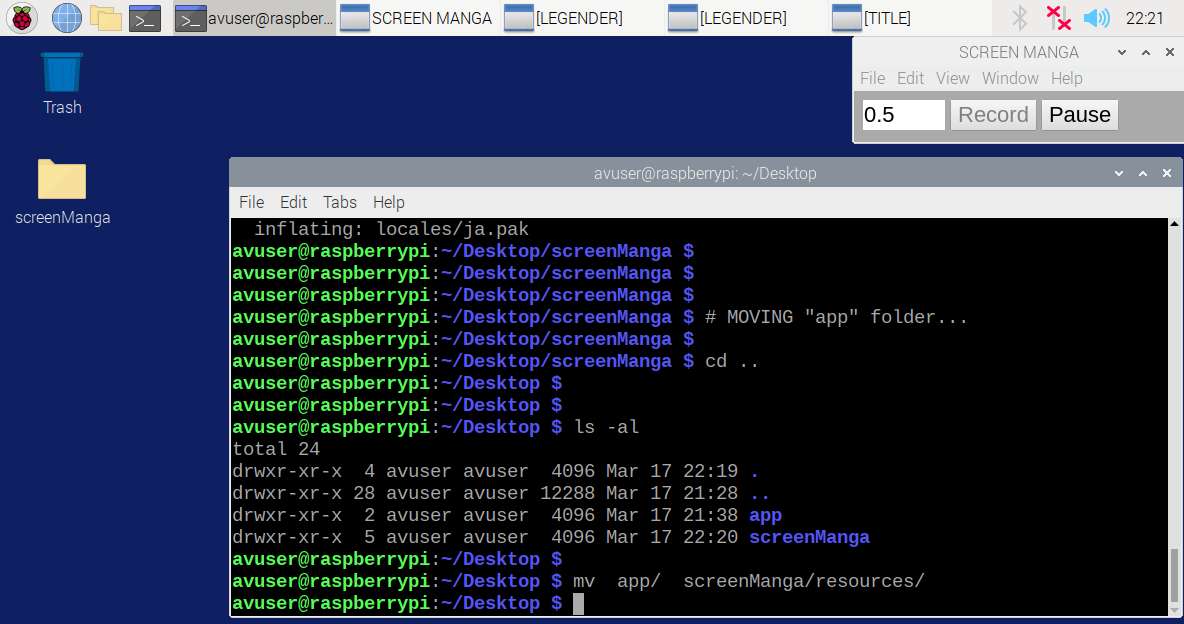 avuser@raspber... SCREEN MANGA [LEGENDER] [LEGENDER] [TITLE] 22:21
SCREEN MANGA
File Edit View Window Help
0.5 Record Pause
Trash
screenManga
avuser@raspberrypi: ~/Desktop
File Edit Tabs Help
inflating: locales/ja.pak
avuser@raspberrypi:~/Desktop/screenManga $
avuser@raspberrypi:~/Desktop/screenManga $
avuser@raspberrypi:~/Desktop/screenManga $
avuser@raspberrypi:~/Desktop/screenManga $ # MOVING "app" folder...
avuser@raspberrypi:~/Desktop/screenManga $
avuser@raspberrypi:~/Desktop/screenManga $ cd ..
avuser@raspberrypi:~/Desktop $
avuser@raspberrypi:~/Desktop $
avuser@raspberrypi:~/Desktop $ ls -al
total 24
drwxr-xr-x  4 avuser avuser  4096 Mar 17 22:19 .
drwxr-xr-x 28 avuser avuser 12288 Mar 17 21:28 ..
drwxr-xr-x  2 avuser avuser  4096 Mar 17 21:38 app
drwxr-xr-x  5 avuser avuser  4096 Mar 17 22:20 screenManga
avuser@raspberrypi:~/Desktop $
avuser@raspberrypi:~/Desktop $ mv  app/  screenManga/resources/
avuser@raspberrypi:~/Desktop $